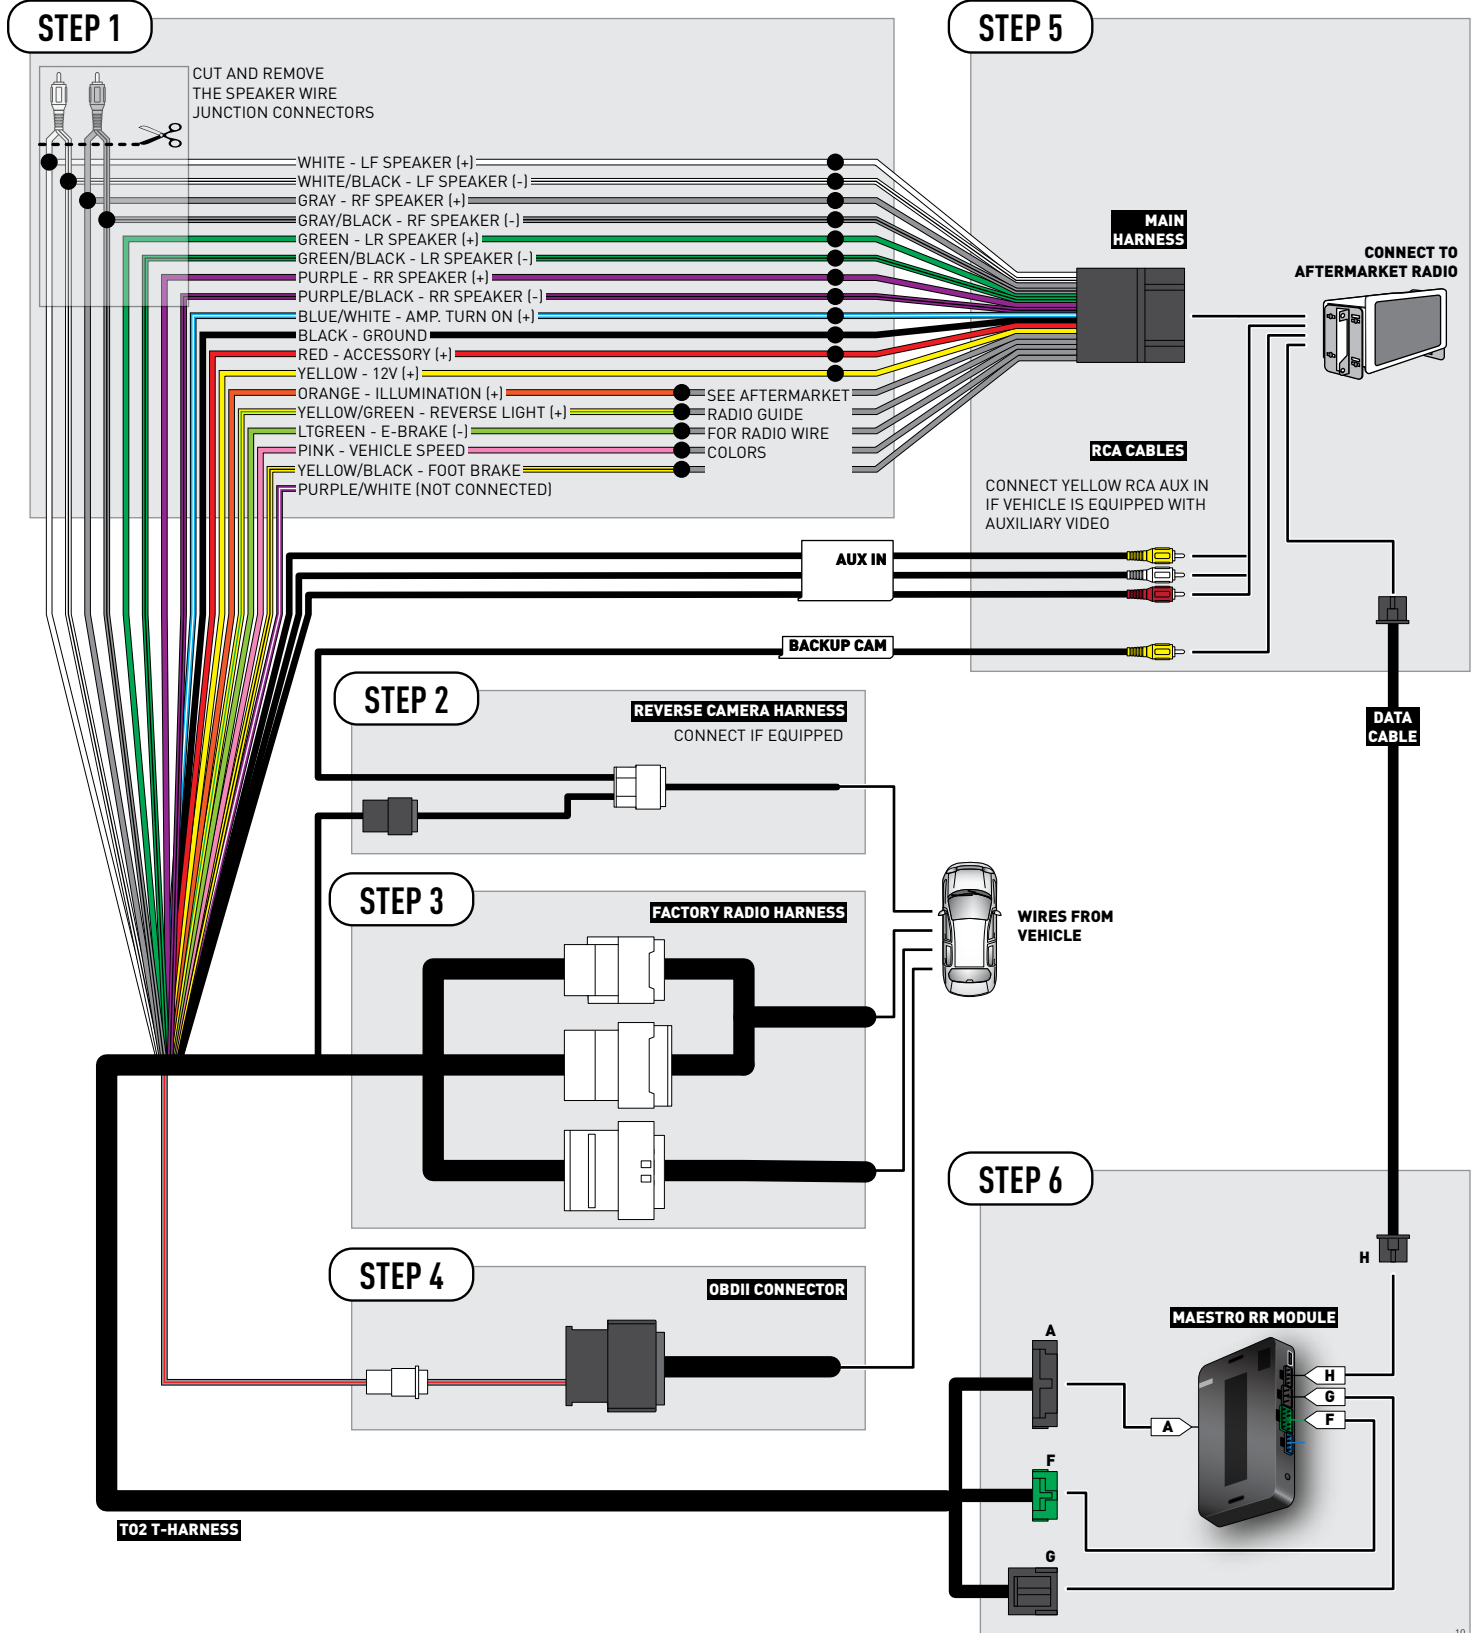 STEP 1
CUT AND REMOVE
THE SPEAKER WIRE
JUNCTION CONNECTORS
WHITE - LF SPEAKER (+)
WHITE/BLACK - LF SPEAKER (-)
GRAY - RF SPEAKER (+)
GRAY/BLACK - RF SPEAKER (-)
GREEN - LR SPEAKER (+)
GREEN/BLACK - LR SPEAKER (-)
PURPLE - RR SPEAKER (+)
PURPLE/BLACK - RR SPEAKER (-)
BLUE/WHITE - AMP. TURN ON (+)
BLACK - GROUND
RED - ACCESSORY (+)
YELLOW - 12V (+)
ORANGE - ILLUMINATION (+)
YELLOW/GREEN - REVERSE LIGHT (+)
LTGREEN - E-BRAKE (-)
PINK - VEHICLE SPEED
YELLOW/BLACK - FOOT BRAKE
PURPLE/WHITE (NOT CONNECTED)
SEE AFTERMARKET
RADIO GUIDE
FOR RADIO WIRE
COLORS
STEP 5
MAIN
HARNESS
CONNECT TO
AFTERMARKET RADIO
RCA CABLES
CONNECT YELLOW RCA AUX IN
IF VEHICLE IS EQUIPPED WITH
AUXILIARY VIDEO
AUX IN
BACKUP CAM
DATA
CABLE
STEP 2
REVERSE CAMERA HARNESS
CONNECT IF EQUIPPED
STEP 3
FACTORY RADIO HARNESS
WIRES FROM
VEHICLE
STEP 4
OBDII CONNECTOR
TO2 T-HARNESS
STEP 6
H
MAESTRO RR MODULE
A
H
G
F
A
F
G
10